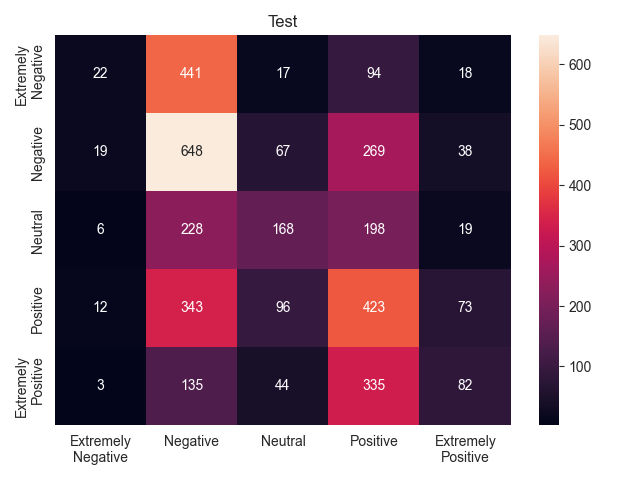 Test
Extremely
Negative
22 441 17 94 18
Negative
19 648 67 269 38
Neutral
6 228 168 198 19
Positive
12 343 96 423 73
Extremely
Positive
3 135 44 335 82
Extremely
Negative
Negative
Neutral
Positive
Extremely
Positive
600
500
400
300
200
100